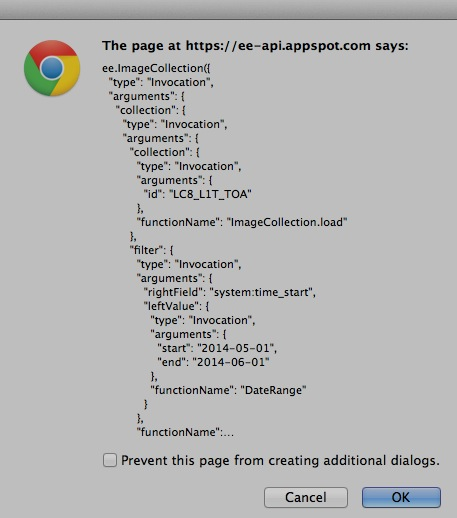 The page at https://ee-api.appspot.com says:
ee.ImageCollection({
"type": "Invocation",
"arguments": {
"collection": {
"type": "Invocation",
"arguments": {
"collection": {
"type": "Invocation",
"arguments": {
"id": "LC8_L1T_TOA"
},
"functionName": "ImageCollection.load"
},
"filter": {
"type": "Invocation",
"arguments": {
"rightField": "system:time_start",
"leftValue": {
"type": "Invocation",
"arguments": {
"start": "2014-05-01",
"end": "2014-06-01"
},
"functionName": "DateRange"
}
},
"functionName":...
Prevent this page from creating additional dialogs.
Cancel OK